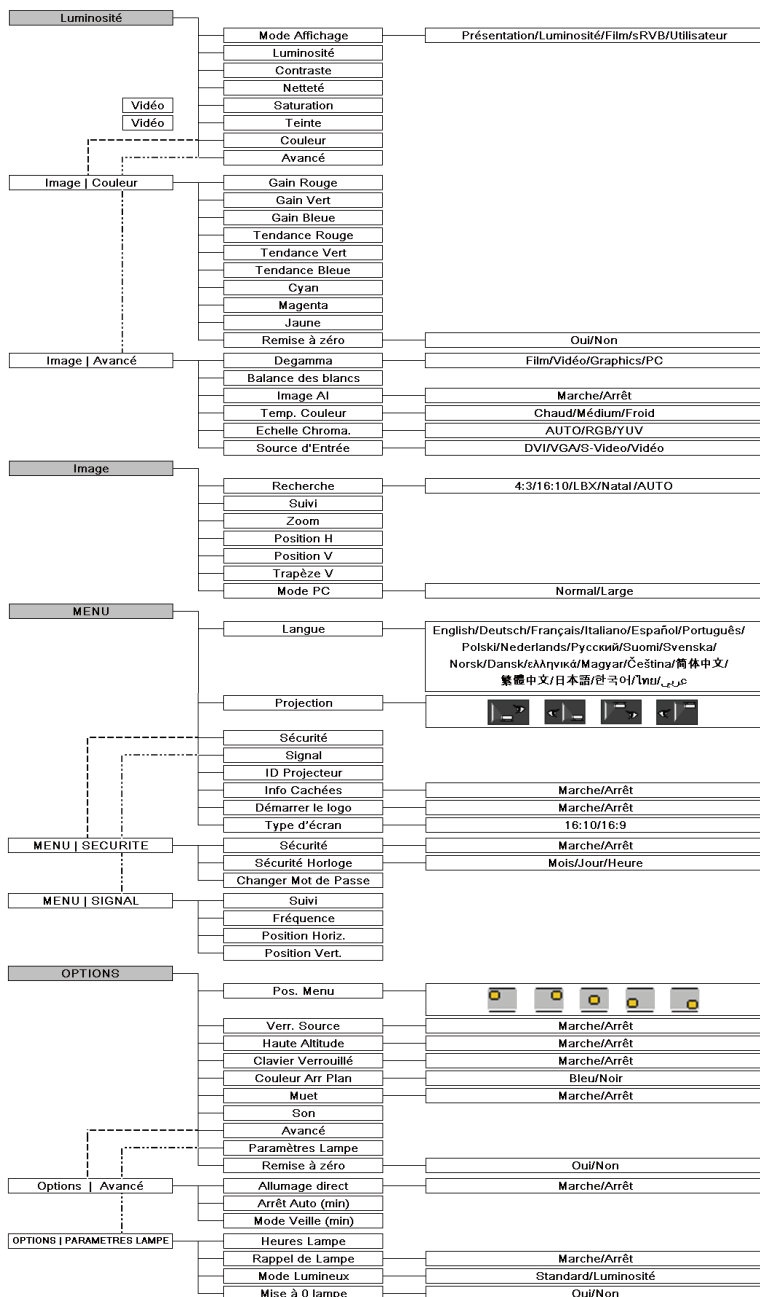 Luminosité
Mode Affichage Présentation/Luminosité/Film/sRVB/Utilisateur
Luminosité
Contraste
Netteté
Vidéo Saturation
Vidéo Teinte
Couleur
Avancé
Image | Couleur Gain Rouge
Gain Vert
Gain Bleue
Tendance Rouge
Tendance Vert
Tendance Bleue
Cyan
Magenta
Jaune
Remise à zéro Oui/Non
Image | Avancé Degamma Film/Vidéo/Graphics/PC
Balance des blancs
Image AI Marche/Arrêt
Temp. Couleur Chaud/Médium/Froid
Echelle Chroma. AUTO/RGB/YUV
Source d'Entrée DVI/VGA/S-Video/Vidéo
Image
Recherche 4:3/16:10/LBX/Natal/AUTO
Suivi
Zoom
Position H
Position V
Trapèze V
Mode PC Normal/Large
MENU
Langue English/Deutsch/Français/Italiano/Español/Português/
Polski/Nederlands/Русский/Suomi/Svenska/
Norsk/Dansk/ελληνικά/Magyar/Čeština/简体中文/
繁體中文/日本語/한국어/ไทย/عربي
Projection
Sécurité
Signal
ID Projecteur
Info Cachées Marche/Arrêt
Démarrer le logo Marche/Arrêt
Type d'écran 16:10/16:9
MENU | SECURITE Sécurité Marche/Arrêt
Sécurité Horloge Mois/Jour/Heure
Changer Mot de Passe
MENU | SIGNAL Suivi
Fréquence
Position Horiz.
Position Vert.
OPTIONS
Pos. Menu
Verr. Source Marche/Arrêt
Haute Altitude Marche/Arrêt
Clavier Verrouillé Marche/Arrêt
Couleur Arr Plan Bleu/Noir
Muet Marche/Arrêt
Son
Avancé
Paramètres Lampe
Remise à zéro Oui/Non
Options | Avancé Allumage direct Marche/Arrêt
Arrêt Auto (min)
Mode Veille (min)
OPTIONS | PARAMETRES LAMPE Heures Lampe
Rappel de Lampe Marche/Arrêt
Mode Lumineux Standard/Luminosité
Mise à 0 lampe Oui/Non